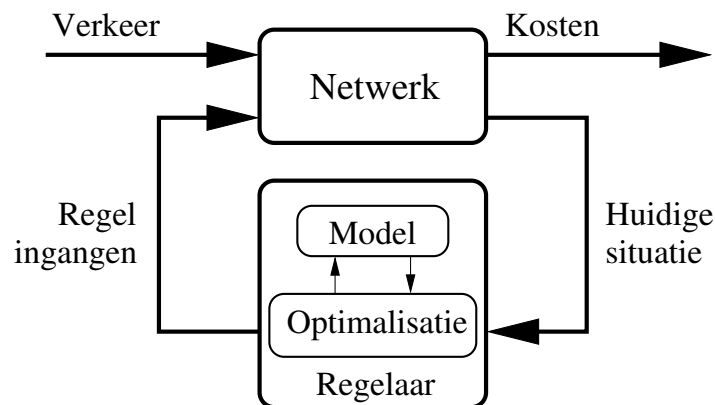 Verkeer
Kosten
Netwerk
Regel
ingangen
Huidige
situatie
Model
Optimalisatie
Regelaar